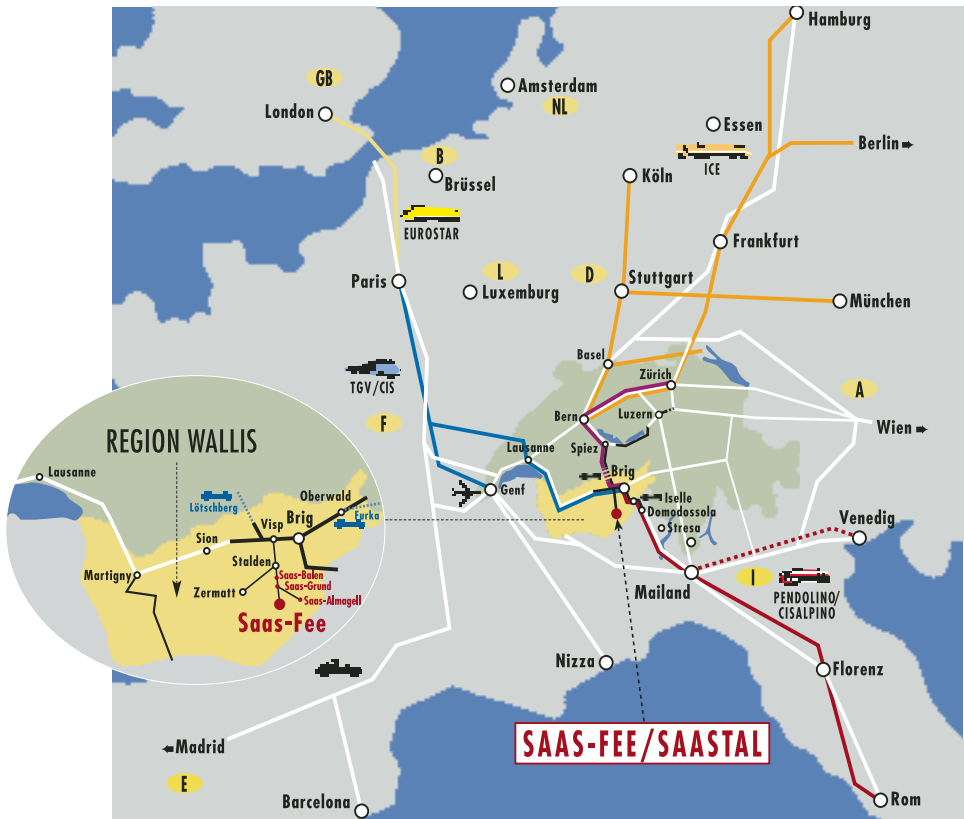 Hamburg
GB
Amsterdam
London
NL
Essen
Berlin
B
ICE
Köln
Brüssel
EUROSTAR
Frankfurt
L
D
Paris
Stuttgart
Luxemburg
München
Basel
TGV/CIS
Zürich
A
F
Bern
Luzern
Wien
REGION WALLIS
Lausanne
Spiez
Lausanne
Brig
Genf
Iselle
Domodossola
Stresa
Venedig
Oberwald
Lötschberg
Furka
Visp
Brig
Sion
Stalden
Martigny
Saas-Balen
Saas-Grund
Zermatt
Saas-Almagell
Saas-Fee
Mailand
I
PENDOLINO/
CISALPINO
Nizza
Florenz
SAAS-FEE/SAASTAL
Madrid
E
Barcelona
Rom